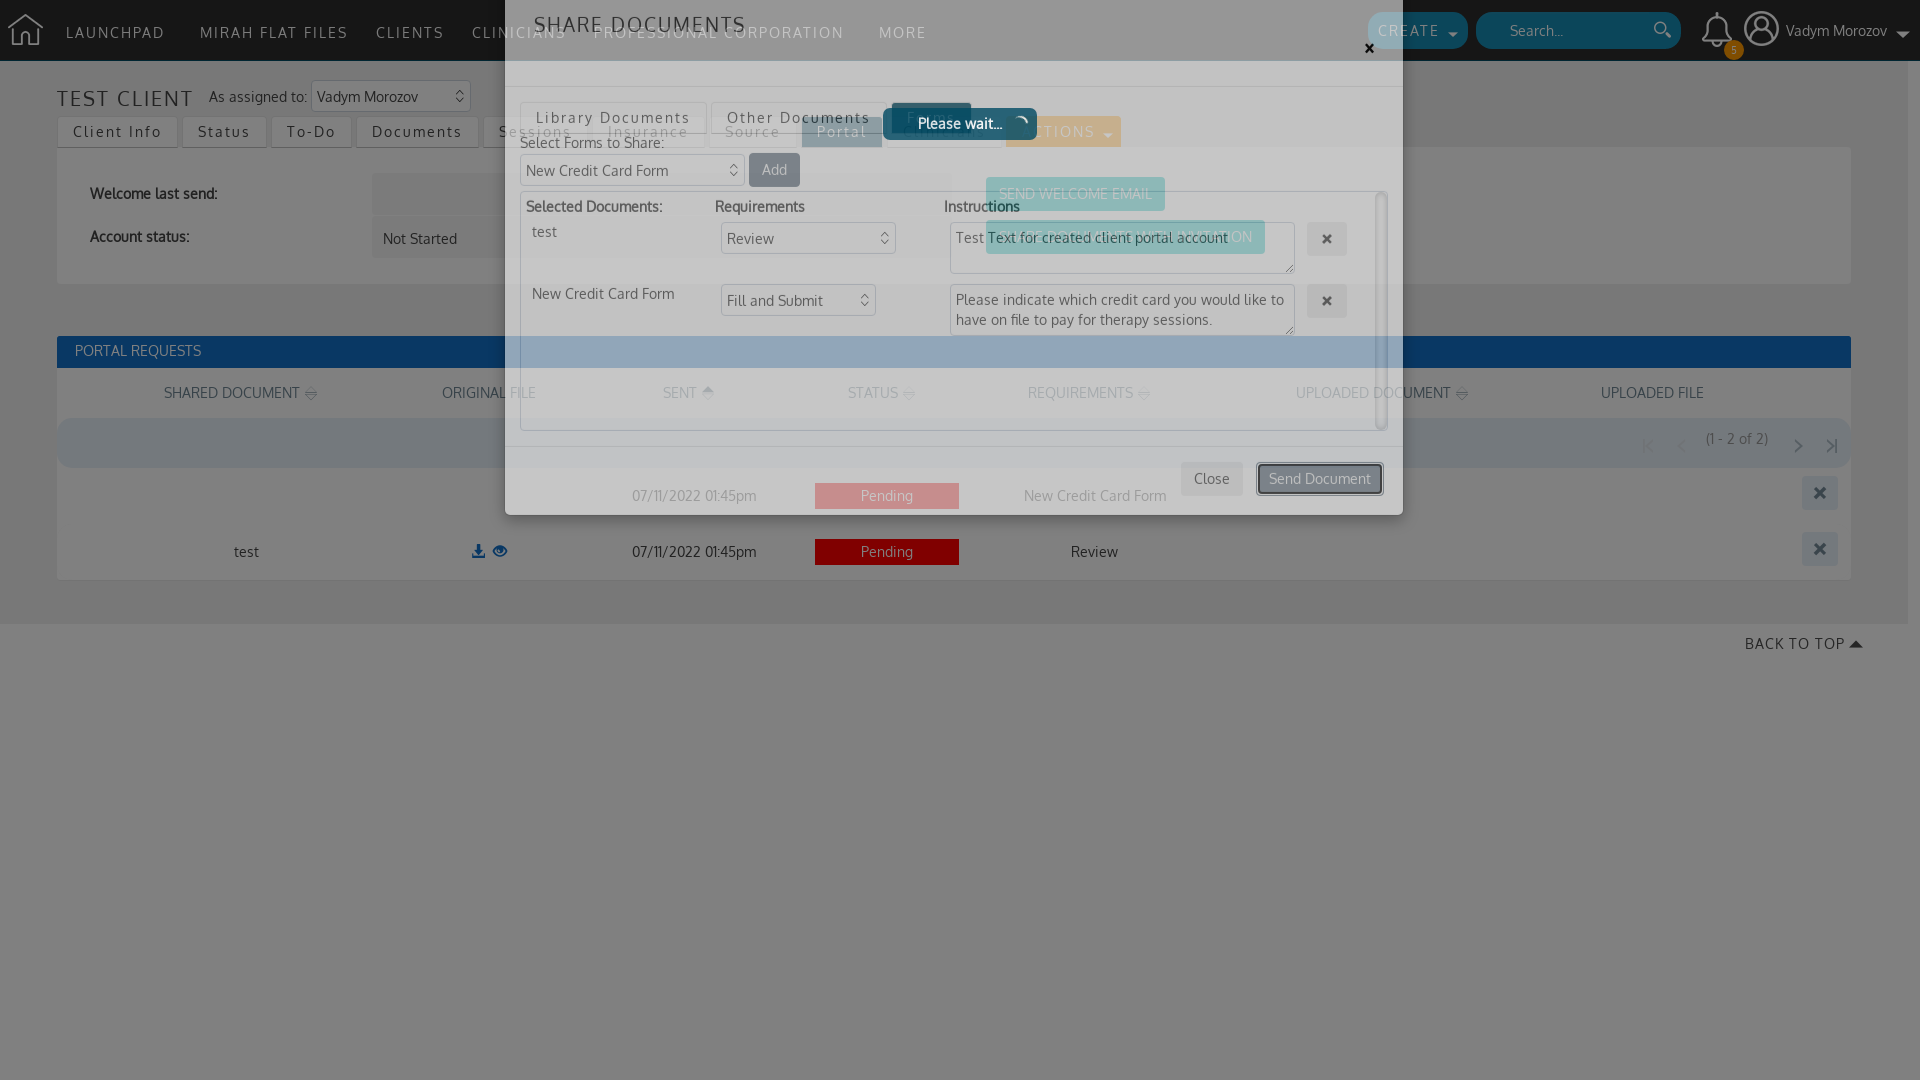 LAUNCHPAD MIRAH FLAT FILES CLIENTS CLINICIANS PROFESSIONAL CORPORATION MORE CREATE Search... 5 Vadym Morozov
SHARE DOCUMENTS
TEST CLIENT As assigned to: Vadym Morozov
Library Documents Other Documents Forms
Please wait...
Client Info Status To-Do Documents Sessions Insurance Source Portal ACTIONS
Select Forms to Share:
New Credit Card Form Add
Welcome last send: SEND WELCOME EMAIL
Selected Documents: Requirements Instructions
Account status: Not Started
test Review Test Text for created client portal account
New Credit Card Form Fill and Submit Please indicate which credit card you would like to
have on file to pay for therapy sessions.
PORTAL REQUESTS
SHARED DOCUMENT ORIGINAL FILE SENT STATUS REQUIREMENTS UPLOADED DOCUMENT UPLOADED FILE
(1 - 2 of 2)
Close Send Document
07/11/2022 01:45pm Pending New Credit Card Form
test 07/11/2022 01:45pm Pending Review
BACK TO TOP